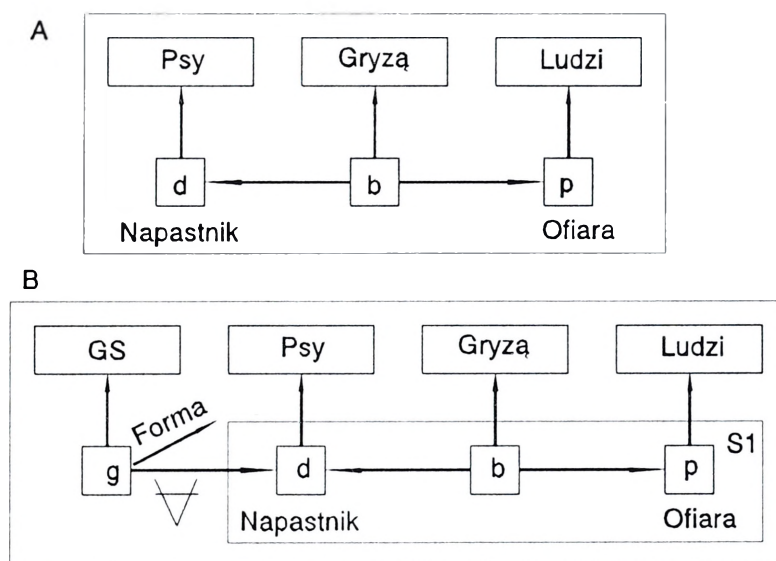 A
Psy Gryzą Ludzi
d b p
Napastnik Ofiara
B
GS Psy Gryzą Ludzi
Forma
S1
g d b p
Napastnik Ofiara